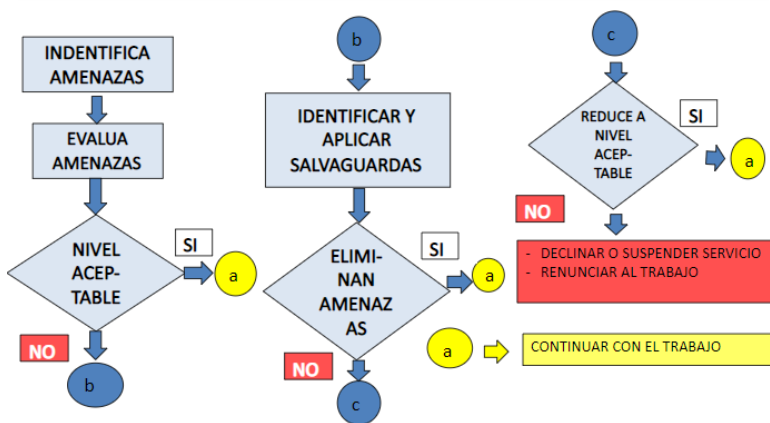 INDENTIFICA
AMENAZAS
EVALUA
AMENAZAS
NIVEL
ACEP-
TABLE
SI
a
NO
b
b
IDENTIFICAR Y
APLICAR
SALVAGUARDAS
ELIMI-
NAN
AMENAZ
AS
SI
a
NO
c
c
REDUCE A
NIVEL
ACEP-
TABLE
SI
a
NO
- DECLINAR O SUSPENDER SERVICIO
- RENUNCIAR AL TRABAJO
a
CONTINUAR CON EL TRABAJO